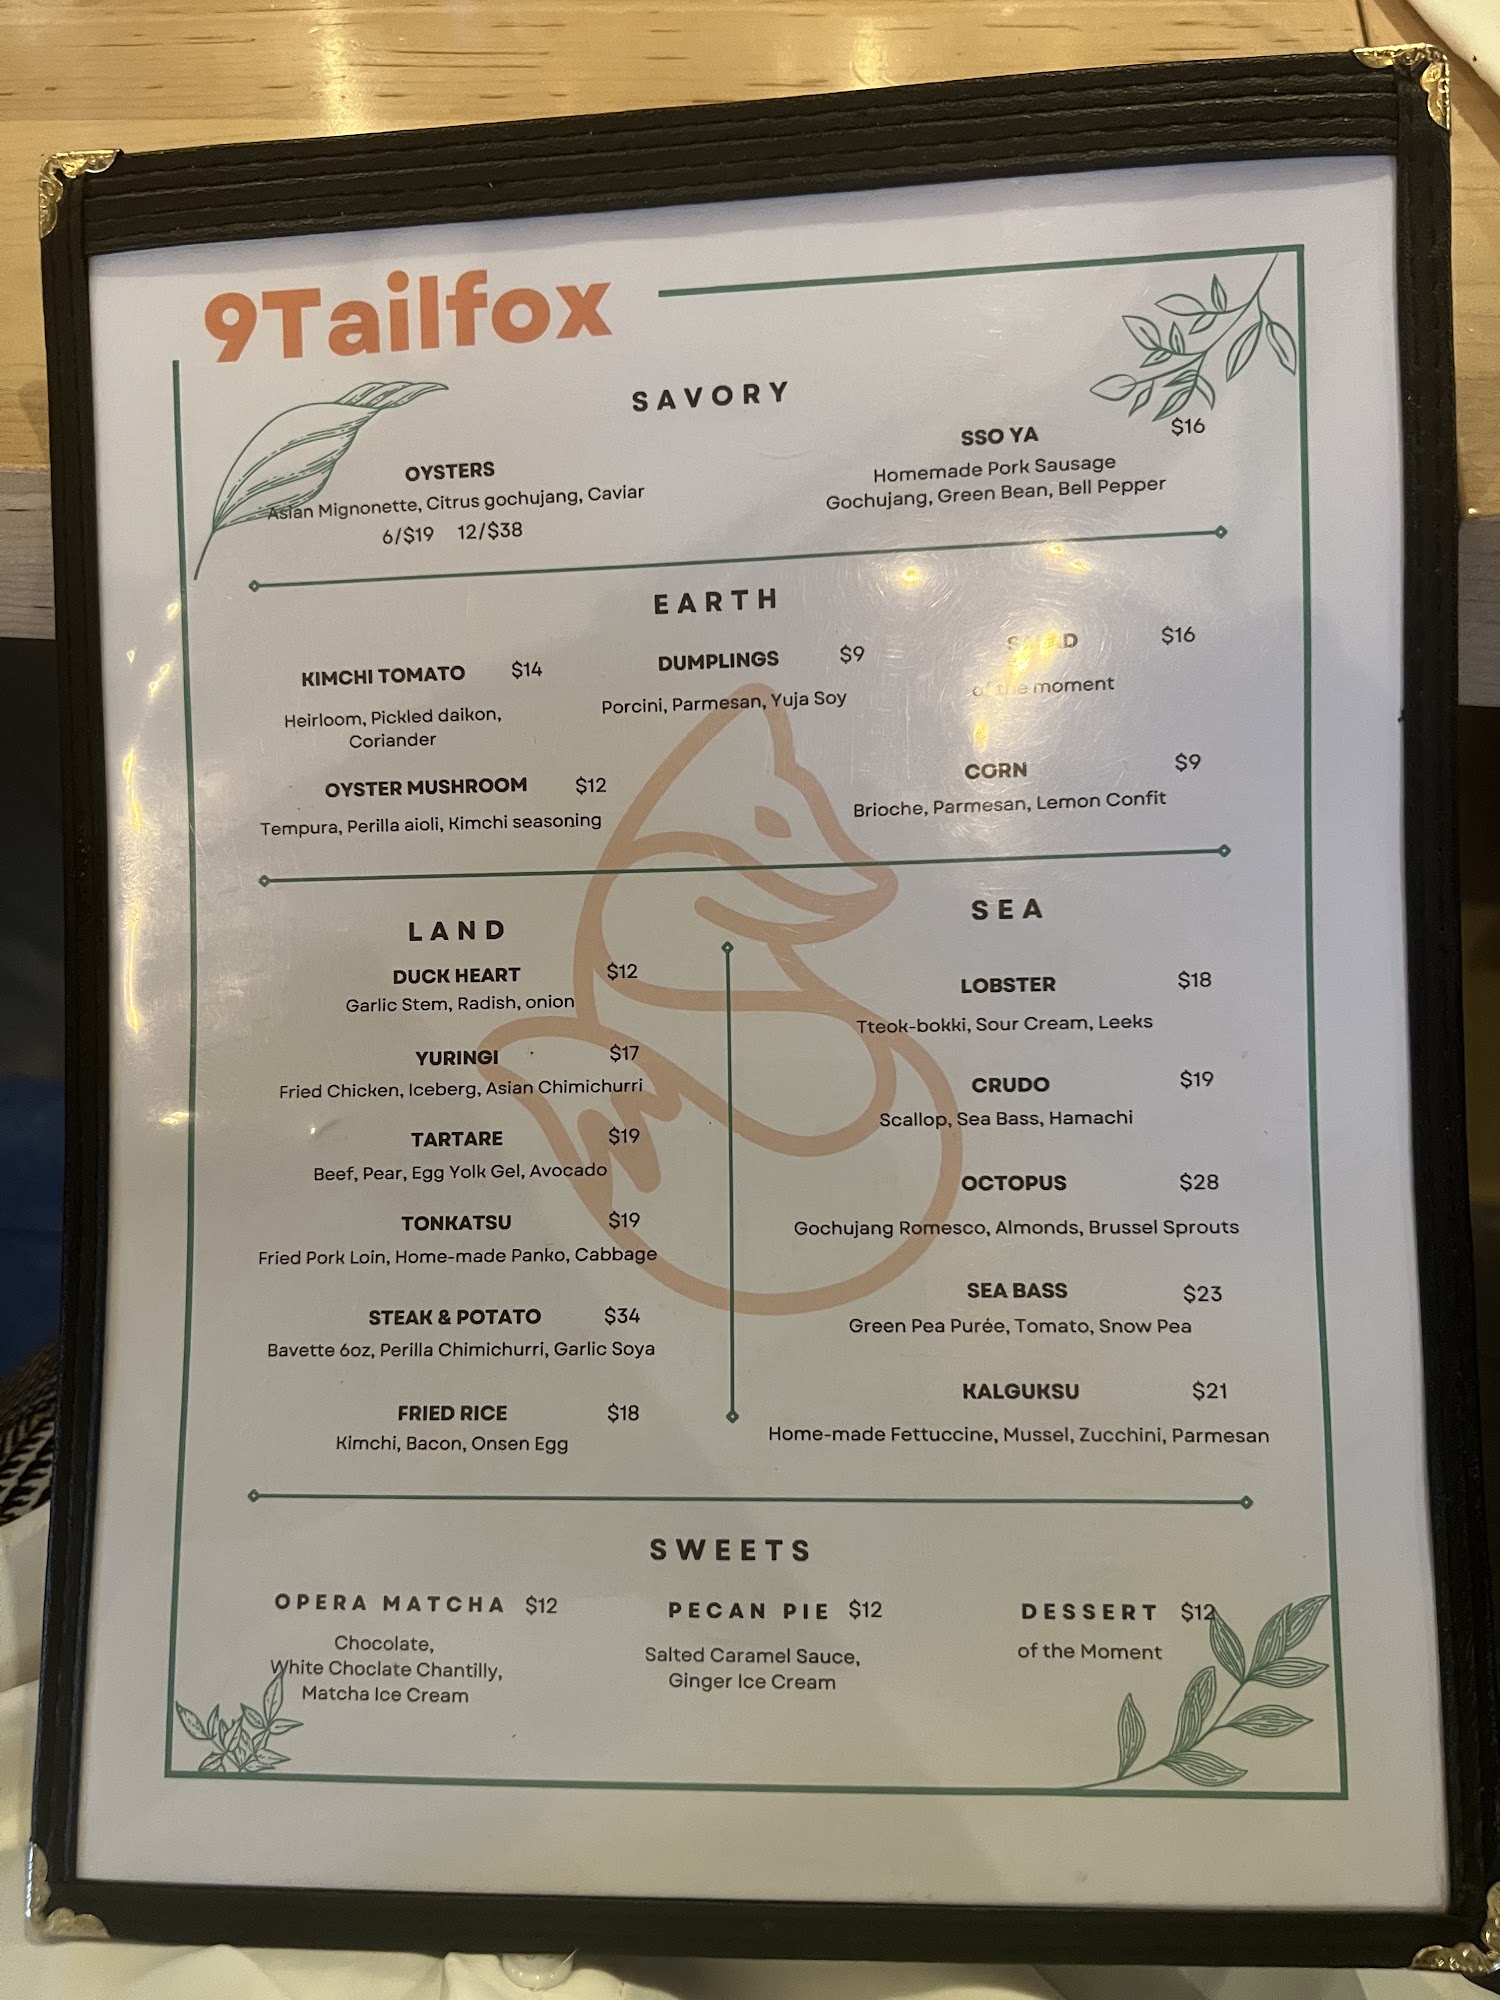 9Tailfox
SAVORY
OYSTERS
Asian Mignonette, Citrus gochujang, Caviar
6/$19 12/$38
SSO YA $16
Homemade Pork Sausage
Gochujang, Green Bean, Bell Pepper
EARTH
KIMCHI TOMATO $14
Heirloom, Pickled daikon,
Coriander
DUMPLINGS $9
Porcini, Parmesan, Yuja Soy
SALAD $16
of the moment
OYSTER MUSHROOM $12
Tempura, Perilla aioli, Kimchi seasoning
CORN $9
Brioche, Parmesan, Lemon Confit
LAND
DUCK HEART $12
Garlic Stem, Radish, onion
YURINGI $17
Fried Chicken, Iceberg, Asian Chimichurri
TARTARE $19
Beef, Pear, Egg Yolk Gel, Avocado
TONKATSU $19
Fried Pork Loin, Home-made Panko, Cabbage
STEAK & POTATO $34
Bavette 6oz, Perilla Chimichurri, Garlic Soya
FRIED RICE $18
Kimchi, Bacon, Onsen Egg
SEA
LOBSTER $18
Tteok-bokki, Sour Cream, Leeks
CRUDO $19
Scallop, Sea Bass, Hamachi
OCTOPUS $28
Gochujang Romesco, Almonds, Brussel Sprouts
SEA BASS $23
Green Pea Purée, Tomato, Snow Pea
KALGUKSU $21
Home-made Fettuccine, Mussel, Zucchini, Parmesan
SWEETS
OPERA MATCHA $12
Chocolate,
White Choclate Chantilly,
Matcha Ice Cream
PECAN PIE $12
Salted Caramel Sauce,
Ginger Ice Cream
DESSERT $12
of the Moment